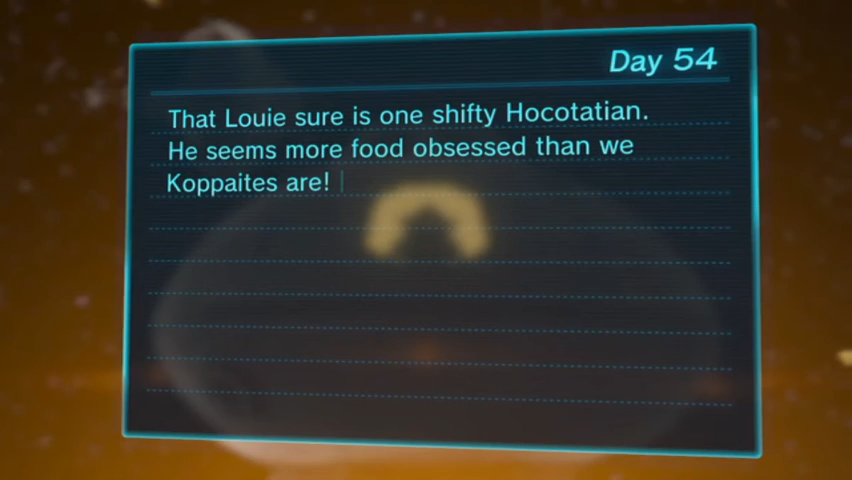 Day 54
That Louie sure is one shifty Hocotatian.
He seems more food obsessed than we
Koppaites are!